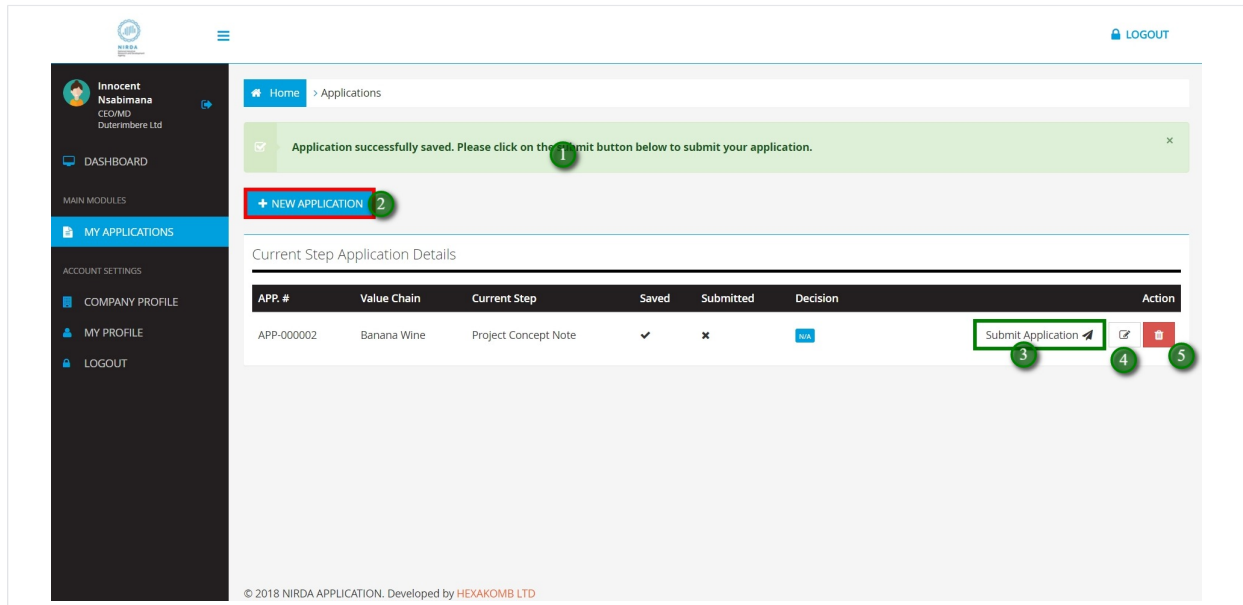 NIRDA
LOGOUT
Innocent
Nsabimana
CEO/MD
Duterimbere Ltd
Home > Applications
Application successfully saved. Please click on the submit button below to submit your application. ×
1
DASHBOARD
MAIN MODULES
+ NEW APPLICATION 2
MY APPLICATIONS
Current Step Application Details
ACCOUNT SETTINGS
COMPANY PROFILE
MY PROFILE
LOGOUT
APP. # Value Chain Current Step Saved Submitted Decision Action
APP-000002 Banana Wine Project Concept Note N/A Submit Application
3 4 5
© 2018 NIRDA APPLICATION. Developed by HEXAKOMB LTD